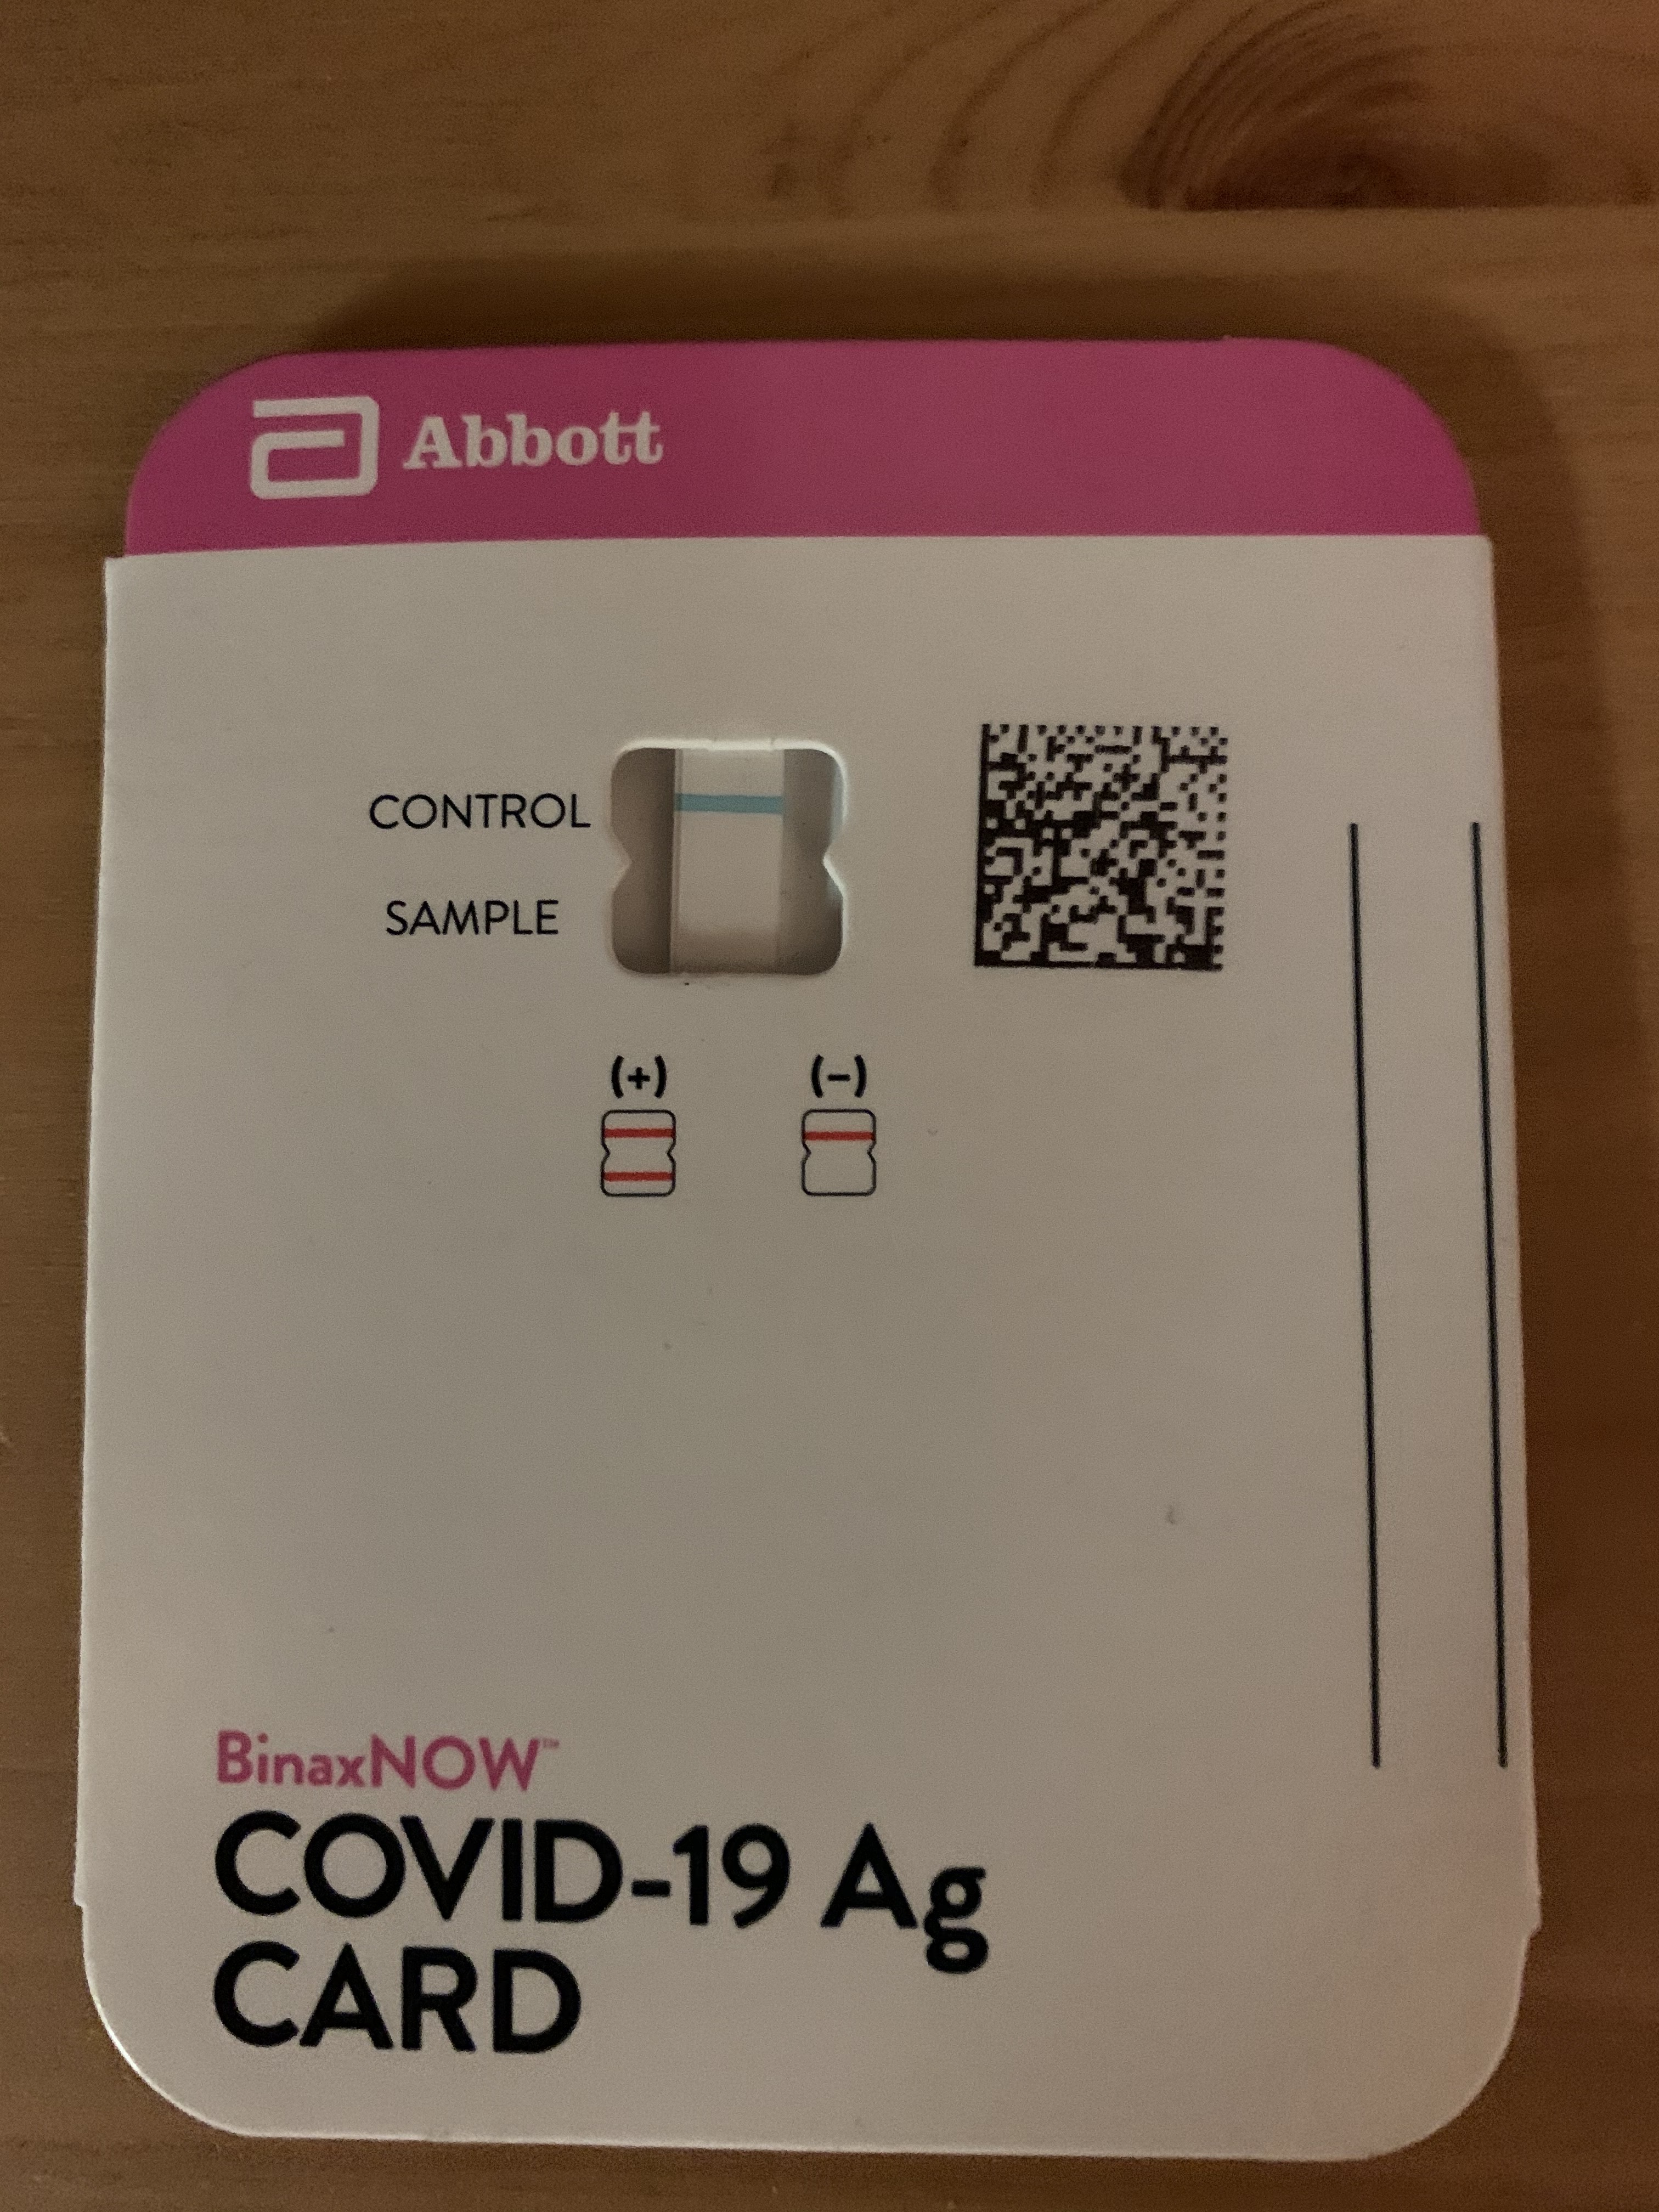 Abbott
CONTROL
SAMPLE
(+) (-)
BinaxNOW™
COVID-19 Ag
CARD